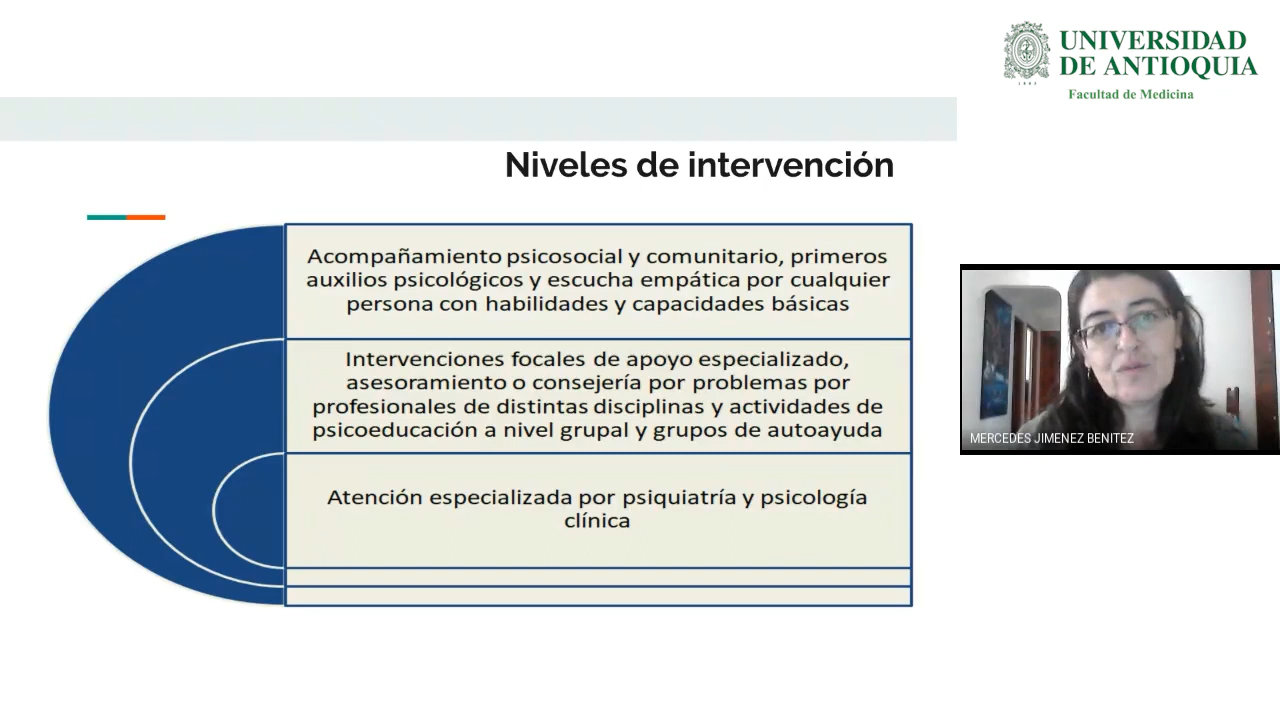 UNIVERSIDAD
DE ANTIOQUIA
Facultad de Medicina
Niveles de intervención
Acompañamiento psicosocial y comunitario, primeros
auxilios psicológicos y escucha empática por cualquier
persona con habilidades y capacidades básicas
Intervenciones focales de apoyo especializado,
asesoramiento o consejería por problemas por
profesionales de distintas disciplinas y actividades de
psicoeducación a nivel grupal y grupos de autoayuda
Atención especializada por psiquiatría y psicología
clínica
MERCEDES JIMENEZ BENITEZ